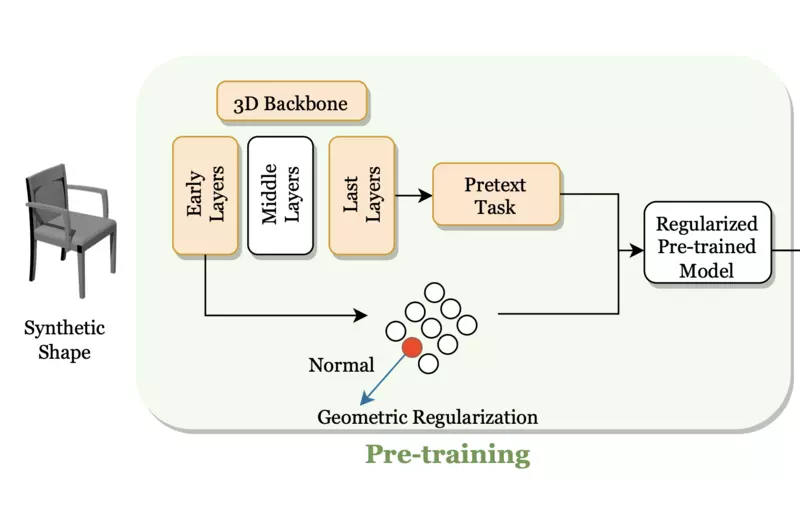 3D Backbone
Early
Layers
Middle
Layers
Last
Layers
Pretext
Task
Regularized
Pre-trained
Model
Synthetic
Shape
Normal
Geometric Regularization
Pre-training